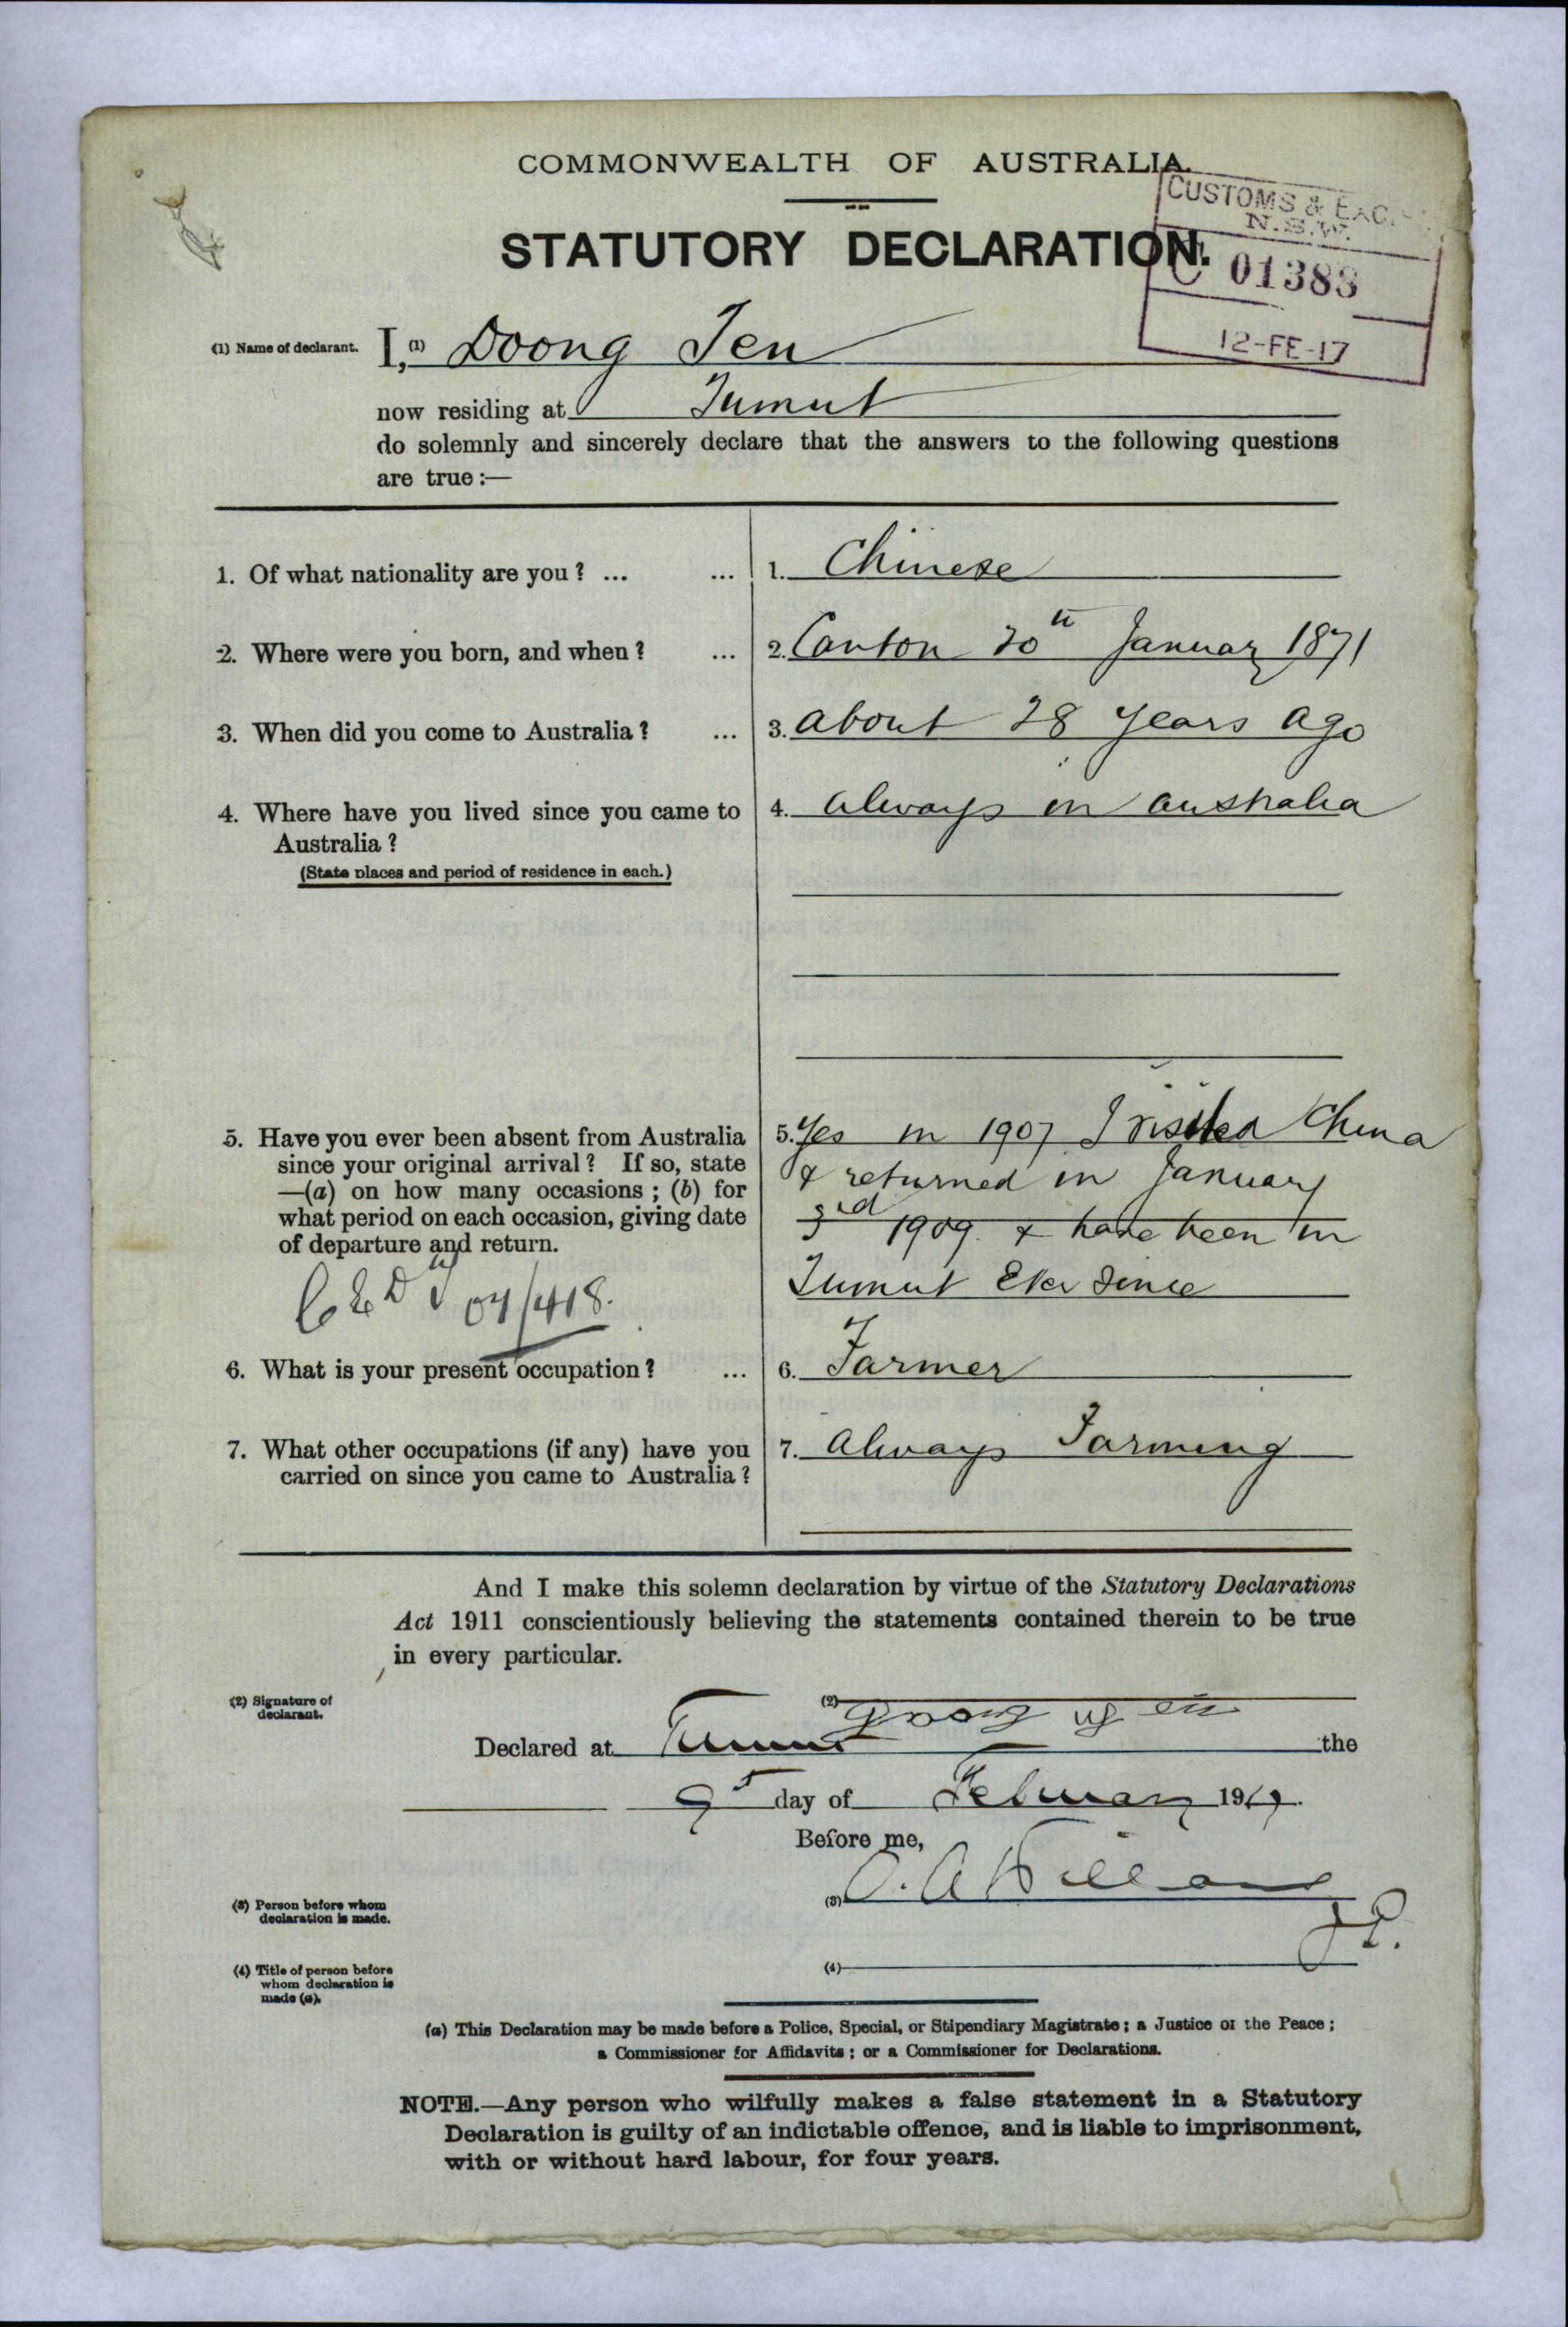 COMMONWEALTH OF AUSTRALIA.
CUSTOMS & EXC
N.S.W.
C 01383
12-FE-17
STATUTORY DECLARATION.
(1) Name of declarant. I, (1) Doong Jen
now residing at Tumut
do solemnly and sincerely declare that the answers to the following questions
are true:—
1. Of what nationality are you? ... ... 1. Chinese
2. Where were you born, and when? ... 2. Canton 20th January 1871
3. When did you come to Australia? ... 3. about 28 years ago
4. Where have you lived since you came to 4. always in Australia
Australia?
(State places and period of residence in each.)
5. Have you ever been absent from Australia 5. Yes in 1907 I visited China
since your original arrival? If so, state & returned in January
—(a) on how many occasions; (b) for
what period on each occasion, giving date 3rd 1909 & have been in
of departure and return.
Tumut Ever since
04/418.
6. What is your present occupation? ... 6. Farmer
7. What other occupations (if any) have you 7. always Farming
carried on since you came to Australia?
And I make this solemn declaration by virtue of the Statutory Declarations
Act 1911 conscientiously believing the statements contained therein to be true
in every particular.
(2) Signature of
declarant.
(2) Doong
Declared at Tumut the
9th day of February 1917.
Before me,
(3) Person before whom
declaration is made.
(3)
J.P.
(4) Title of person before
whom declaration is
made (a).
(4)
(a) This Declaration may be made before a Police, Special, or Stipendiary Magistrate; a Justice of the Peace;
a Commissioner for Affidavits; or a Commissioner for Declarations.
NOTE.—Any person who wilfully makes a false statement in a Statutory
Declaration is guilty of an indictable offence, and is liable to imprisonment,
with or without hard labour, for four years.